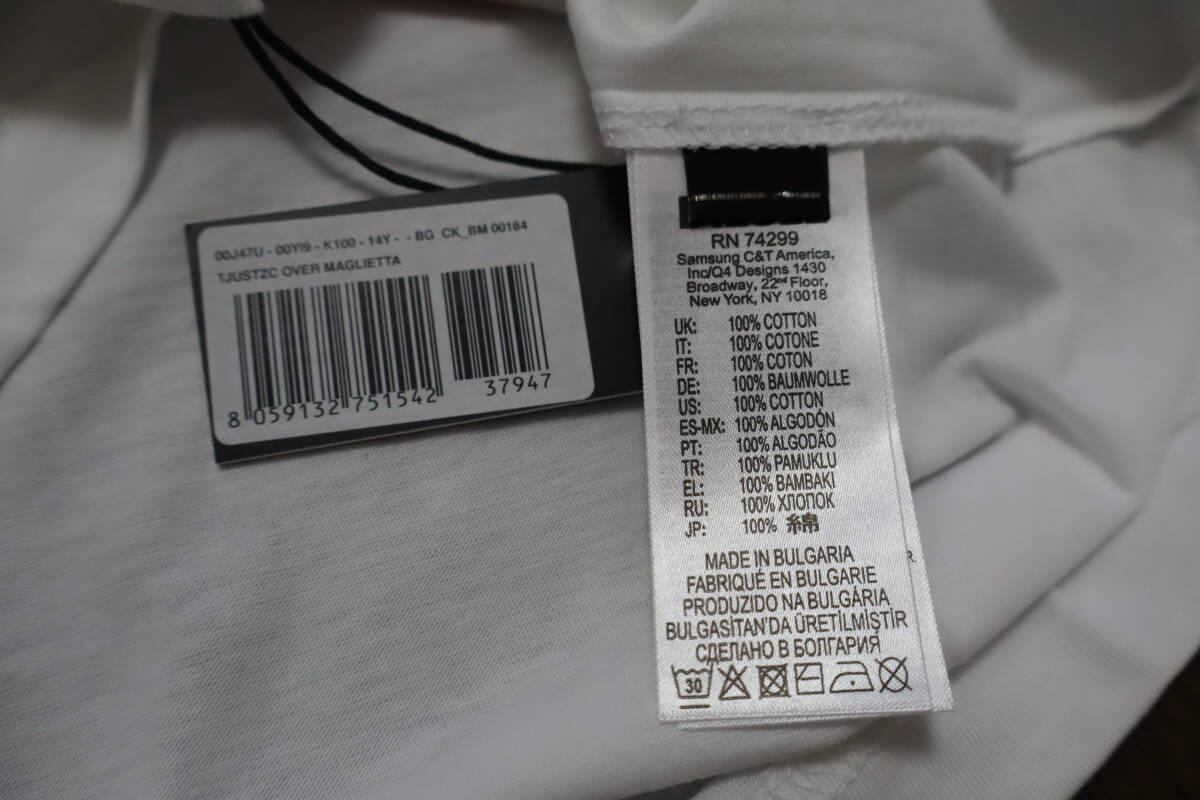 00J47U - 00YI9 - K100 - 14Y - - BG CK_BM 00184
TJUSTZC OVER MAGLIETTA
8 059132 751542
37947
RN 74299
Samsung C&T America,
Inc/Q4 Designs 1430
Broadway, 22nd Floor,
New York, NY 10018
UK: 100% COTTON
IT: 100% COTONE
FR: 100% COTON
DE: 100% BAUMWOLLE
US: 100% COTTON
ES-MX: 100% ALGODÓN
PT: 100% ALGODÃO
TR: 100% PAMUKLU
EL: 100% BAMBAKI
RU: 100% ХЛОПОК
JP: 100% 綿
MADE IN BULGARIA
FABRIQUÉ EN BULGARIE
PRODUZIDO NA BULGÁRIA
BULGASİTAN'DA ÜRETİLMİŞTİR
СДЕЛАНО В БОЛГАРИЯ
30
R.